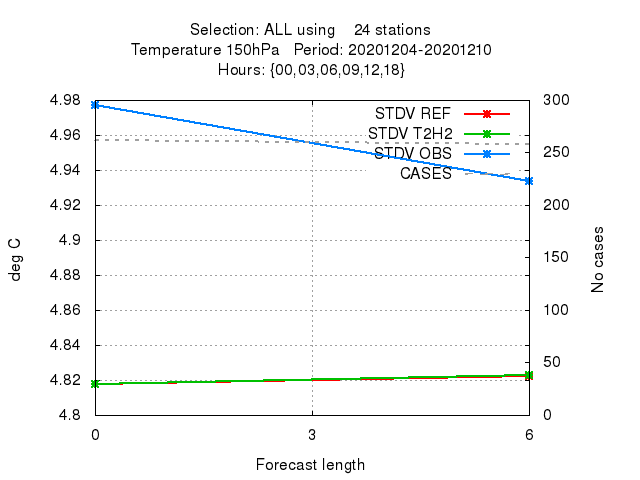 Selection: ALL using 24 stations
Temperature 150hPa Period: 20201204-20201210
Hours: {00,03,06,09,12,18}
4.98
4.96
4.94
4.92
4.9
4.88
4.86
4.84
4.82
4.8
deg C
STDV REF
STDV T2H2
STDV OBS
CASES
300
250
200
150
100
50
0
No cases
0 3 6
Forecast length